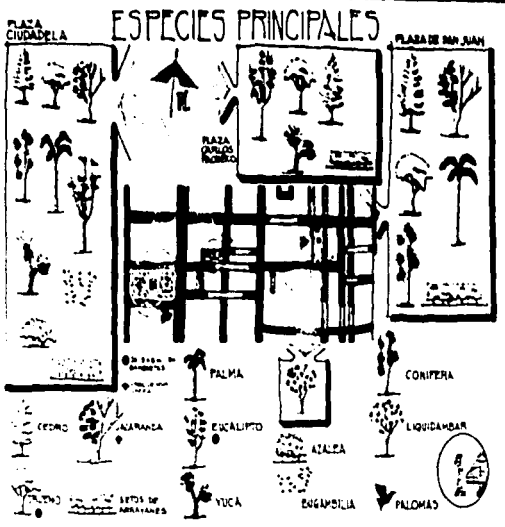 ESPECIES PRINCIPALES
PLAZA
CIUDADELA
PLAZA DE SAN JUAN
PLAZA
CARLOS
PACHECO
PALMA
CONIFERA
CEDRO
JACARANDA
EUCALIPTO
AZALEA
LIQUIDAMBAR
SETOS DE
ARRAYANES
YUCA
BUGAMBILIA
PALOMAS